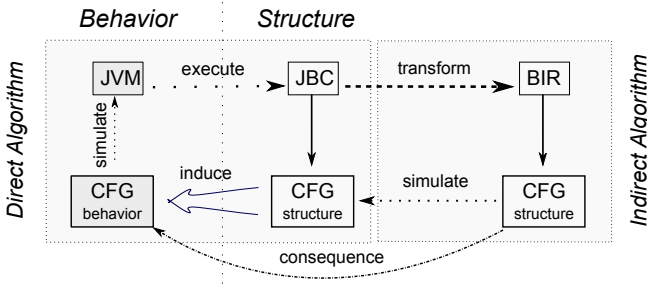 Behavior Structure
Direct Algorithm
Indirect Algorithm
JVM execute JBC transform BIR
simulate
induce simulate
CFG
behavior
CFG
structure
CFG
structure
consequence